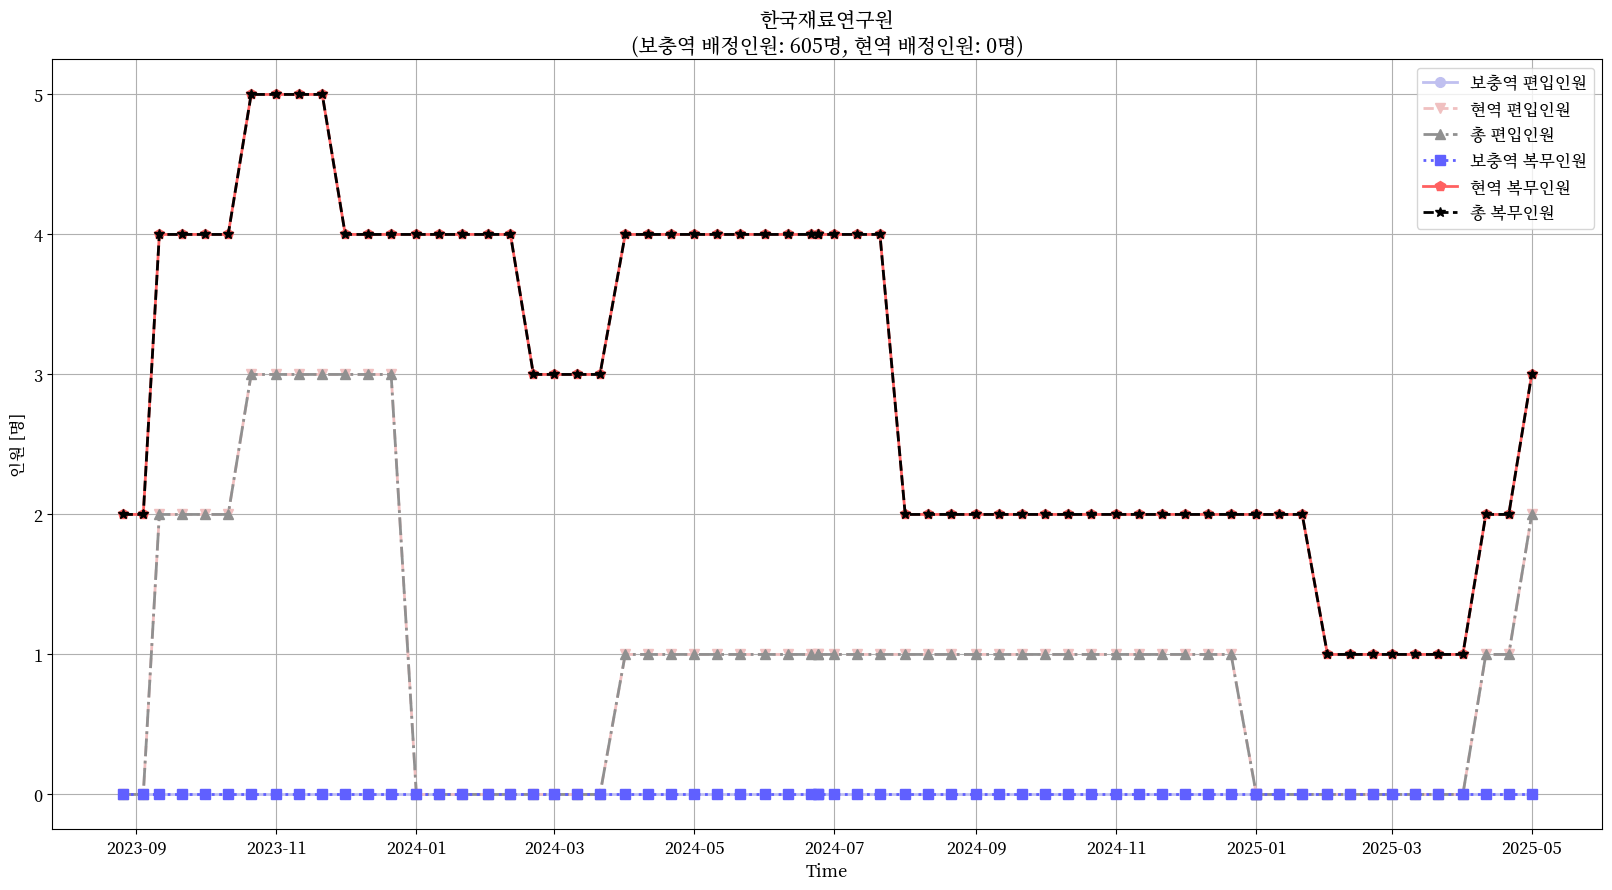 한국재료연구원
(보충역 배정인원: 605명, 현역 배정인원: 0명)
보충역 편입인원
현역 편입인원
총 편입인원
보충역 복무인원
현역 복무인원
총 복무인원
인원 [명]
5
4
3
2
1
0
2023-09
2023-11
2024-01
2024-03
2024-05
2024-07
2024-09
2024-11
2025-01
2025-03
2025-05
Time